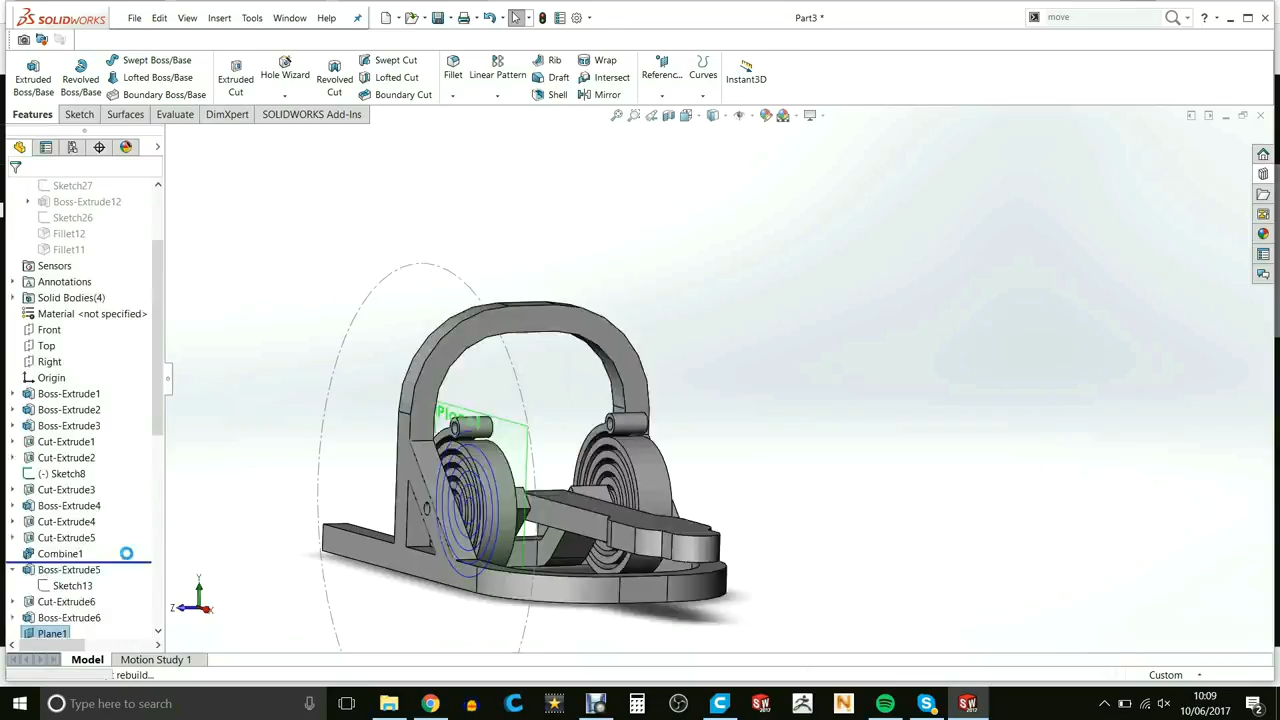 SOLIDWORKS File Edit View Insert Tools Window Help Part3 * move ?
Extruded Boss/Base
Revolved Boss/Base
Swept Boss/Base
Lofted Boss/Base
Boundary Boss/Base
Extruded Cut
Hole Wizard
Revolved Cut
Swept Cut
Lofted Cut
Boundary Cut
Fillet
Linear Pattern
Rib
Draft
Shell
Wrap
Intersect
Mirror
Referenc...
Curves
Instant3D
Features Sketch Surfaces Evaluate DimXpert SOLIDWORKS Add-Ins
Sketch27
Boss-Extrude12
Sketch26
Fillet12
Fillet11
Sensors
Annotations
Solid Bodies(4)
Material <not specified>
Front
Top
Right
Origin
Boss-Extrude1
Boss-Extrude2
Boss-Extrude3
Cut-Extrude1
Cut-Extrude2
(-) Sketch8
Cut-Extrude3
Boss-Extrude4
Cut-Extrude4
Cut-Extrude5
Combine1
Boss-Extrude5
Sketch13
Cut-Extrude6
Boss-Extrude6
Plane1
Y
Z
X
Model Motion Study 1
rebuild...
Custom
Type here to search
10:09
10/06/2017
2